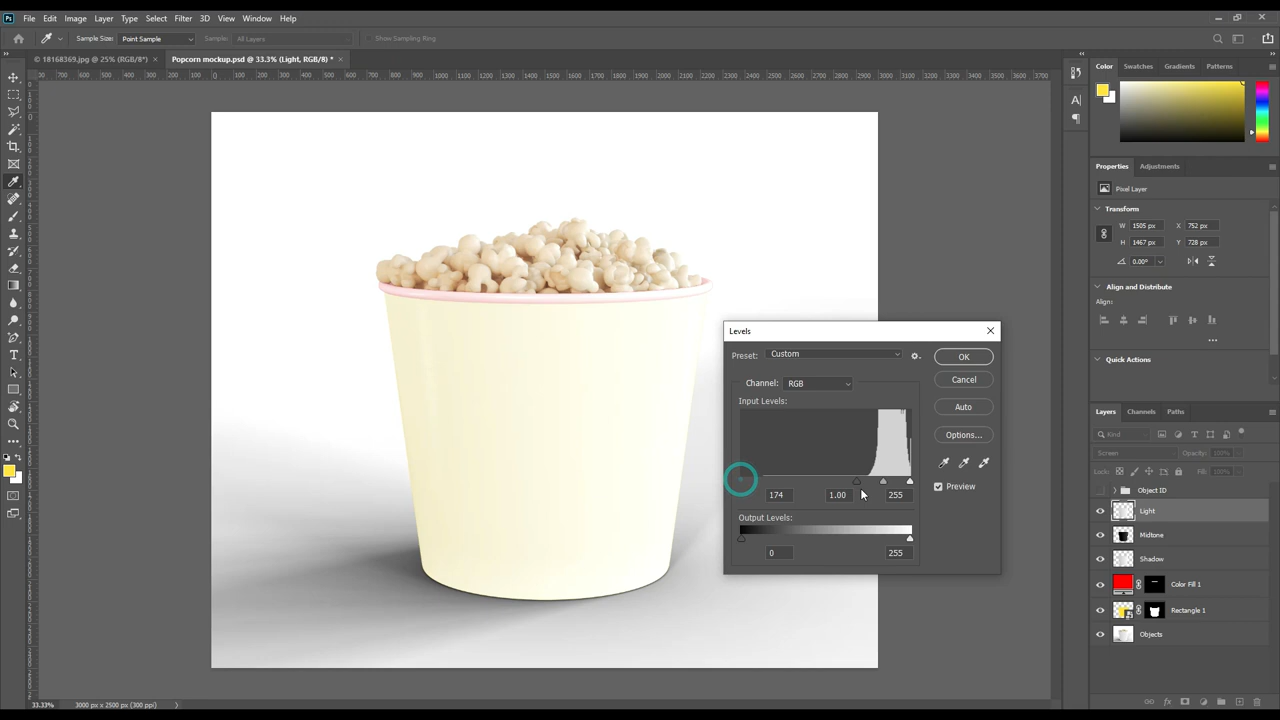 Ps File Edit Image Layer Type Select Filter 3D View Window Help
Sample Size: Point Sample Sample: All Layers Show Sampling Ring
© 18168369.jpg @ 25% (RGB/8*) × Popcorn mockup.psd @ 33.3% (Light, RGB/8) * ×
Color Swatches Gradients Patterns
Properties Adjustments
Pixel Layer
Transform
W 1505 px X 752 px
H 1467 px Y 728 px
0.00°
Align and Distribute
Align:
Quick Actions
Layers Channels Paths
Kind
Screen Opacity: 100%
Lock: Fill: 100%
Object ID
Light
Midtone
Shadow
Color Fill 1
Rectangle 1
Objects
Levels
Preset: Custom
OK
Channel: RGB
Cancel
Input Levels:
Auto
Options...
Preview
174 1.00 255
Output Levels:
0 255
33.33% 3000 px x 2500 px (300 ppi)